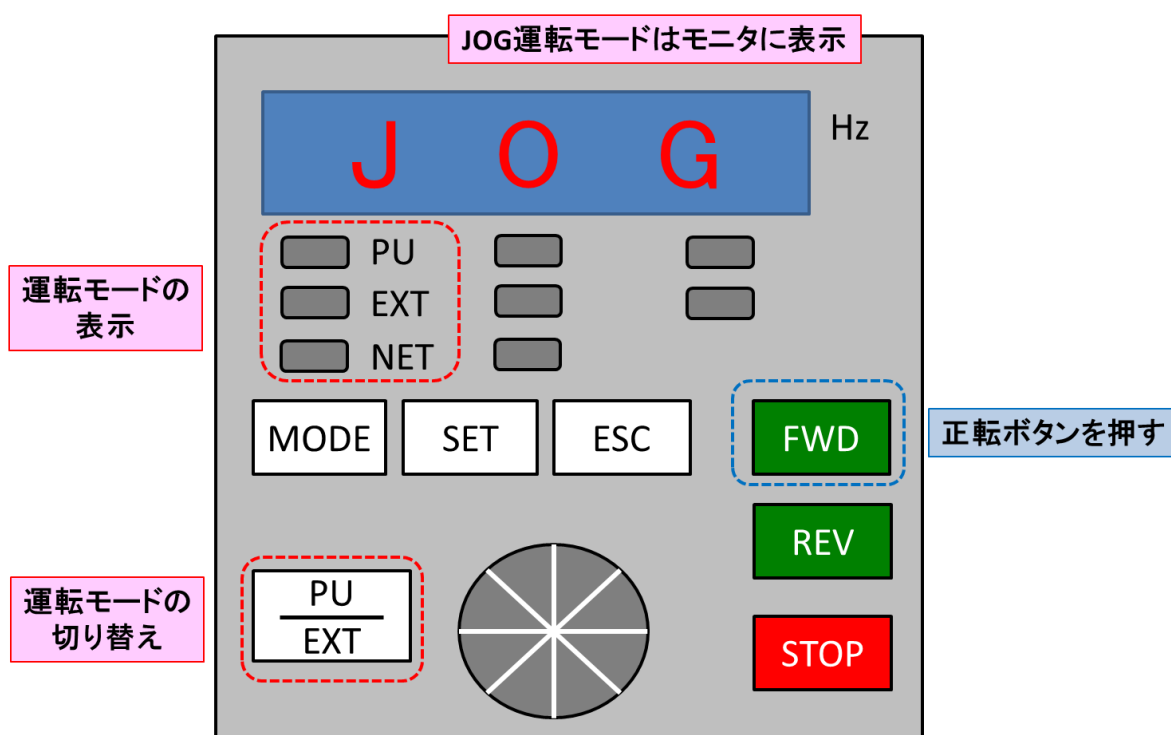 JOG運転モードはモニタに表示
J O G
Hz
PU
EXT
NET
運転モードの
表示
MODE
SET
ESC
FWD
正転ボタンを押す
REV
運転モードの
切り替え
PU
EXT
STOP